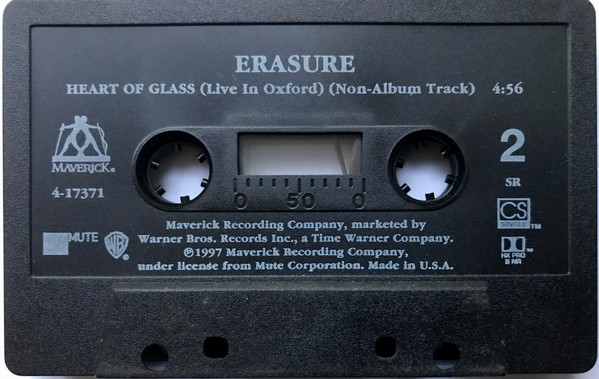 ERASURE
HEART OF GLASS (Live In Oxford) (Non-Album Track) 4:56
MAVERICK®
4-17371
2
SR
0 50 0
CS
SINGLE TM
MUTE
WB
HX PRO
B NR
Maverick Recording Company, marketed by
Warner Bros. Records Inc., a Time Warner Company.
℗1997 Maverick Recording Company,
under license from Mute Corporation. Made in U.S.A.